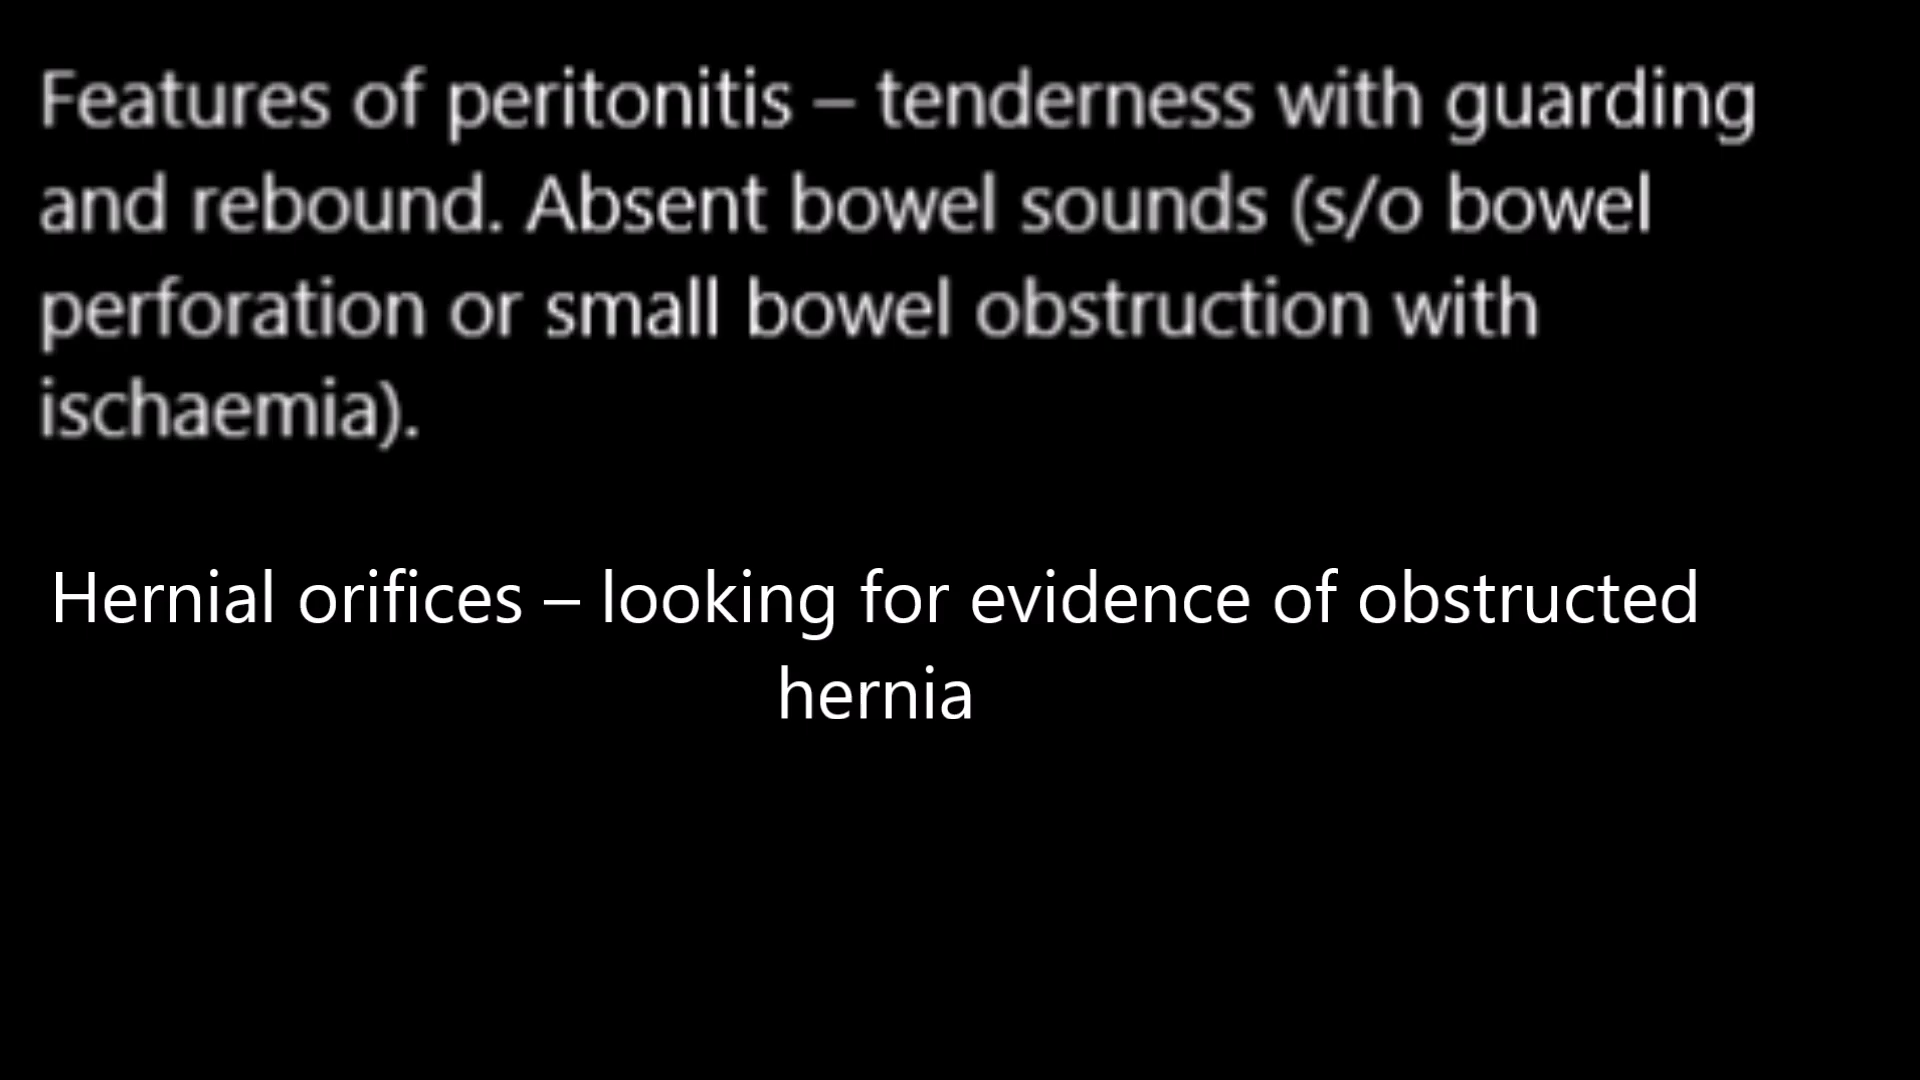 Features of peritonitis – tenderness with guarding
and rebound. Absent bowel sounds (s/o bowel
perforation or small bowel obstruction with
ischaemia).
Hernial orifices – looking for evidence of obstructed
hernia